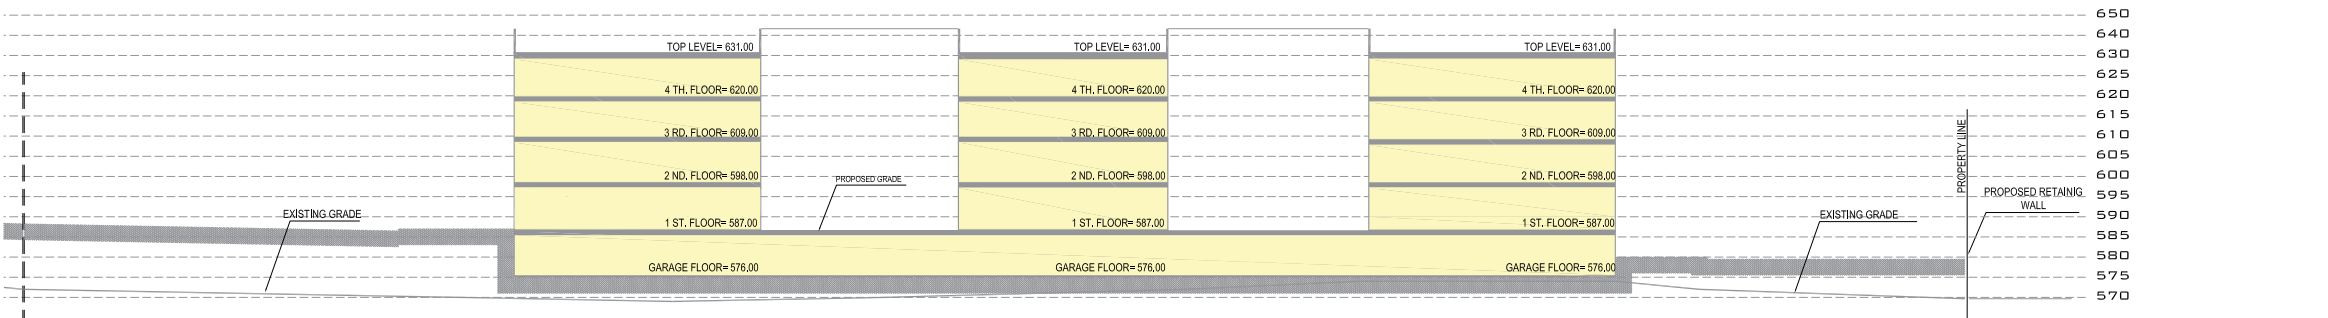 650
640
TOP LEVEL= 631.00 TOP LEVEL= 631.00 TOP LEVEL= 631.00
630
625
4 TH. FLOOR= 620.00 4 TH. FLOOR= 620.00 4 TH. FLOOR= 620.00
620
615
3 RD. FLOOR= 609.00 3 RD. FLOOR= 609.00 3 RD. FLOOR= 609.00
610
PROPERTY LINE
605
2 ND. FLOOR= 598.00 2 ND. FLOOR= 598.00 2 ND. FLOOR= 598.00
600
PROPOSED GRADE
PROPOSED RETAINIG
WALL
595
EXISTING GRADE EXISTING GRADE
590
1 ST. FLOOR= 587.00 1 ST. FLOOR= 587.00 1 ST. FLOOR= 587.00
585
580
GARAGE FLOOR= 576.00 GARAGE FLOOR= 576.00 GARAGE FLOOR= 576.00
575
570